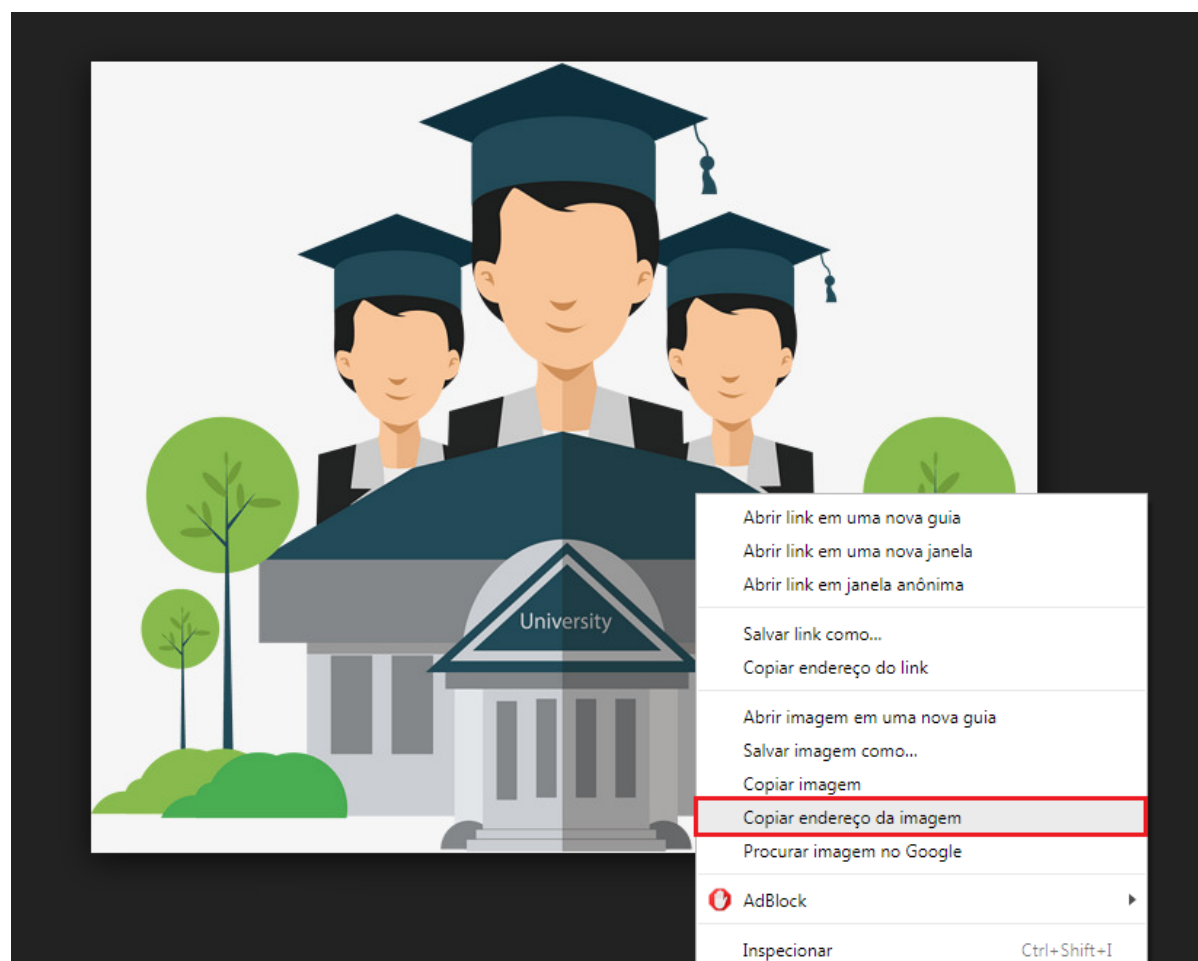 University
Abrir link em uma nova guia
Abrir link em uma nova janela
Abrir link em janela anônima
Salvar link como...
Copiar endereço do link
Abrir imagem em uma nova guia
Salvar imagem como...
Copiar imagem
Copiar endereço da imagem
Procurar imagem no Google
AdBlock
Inspecionar Ctrl+Shift+I